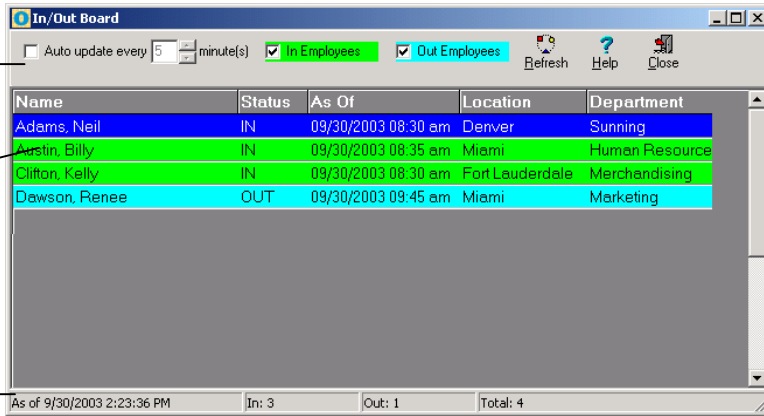 In/Out Board
Auto update every 5 minute(s) In Employees Out Employees Refresh Help Close
Name Status As Of Location Department
Adams, Neil IN 09/30/2003 08:30 am Denver Sunning
Austin, Billy IN 09/30/2003 08:35 am Miami Human Resource
Clifton, Kelly IN 09/30/2003 08:30 am Fort Lauderdale Merchandising
Dawson, Renee OUT 09/30/2003 09:45 am Miami Marketing
As of 9/30/2003 2:23:36 PM In: 3 Out: 1 Total: 4